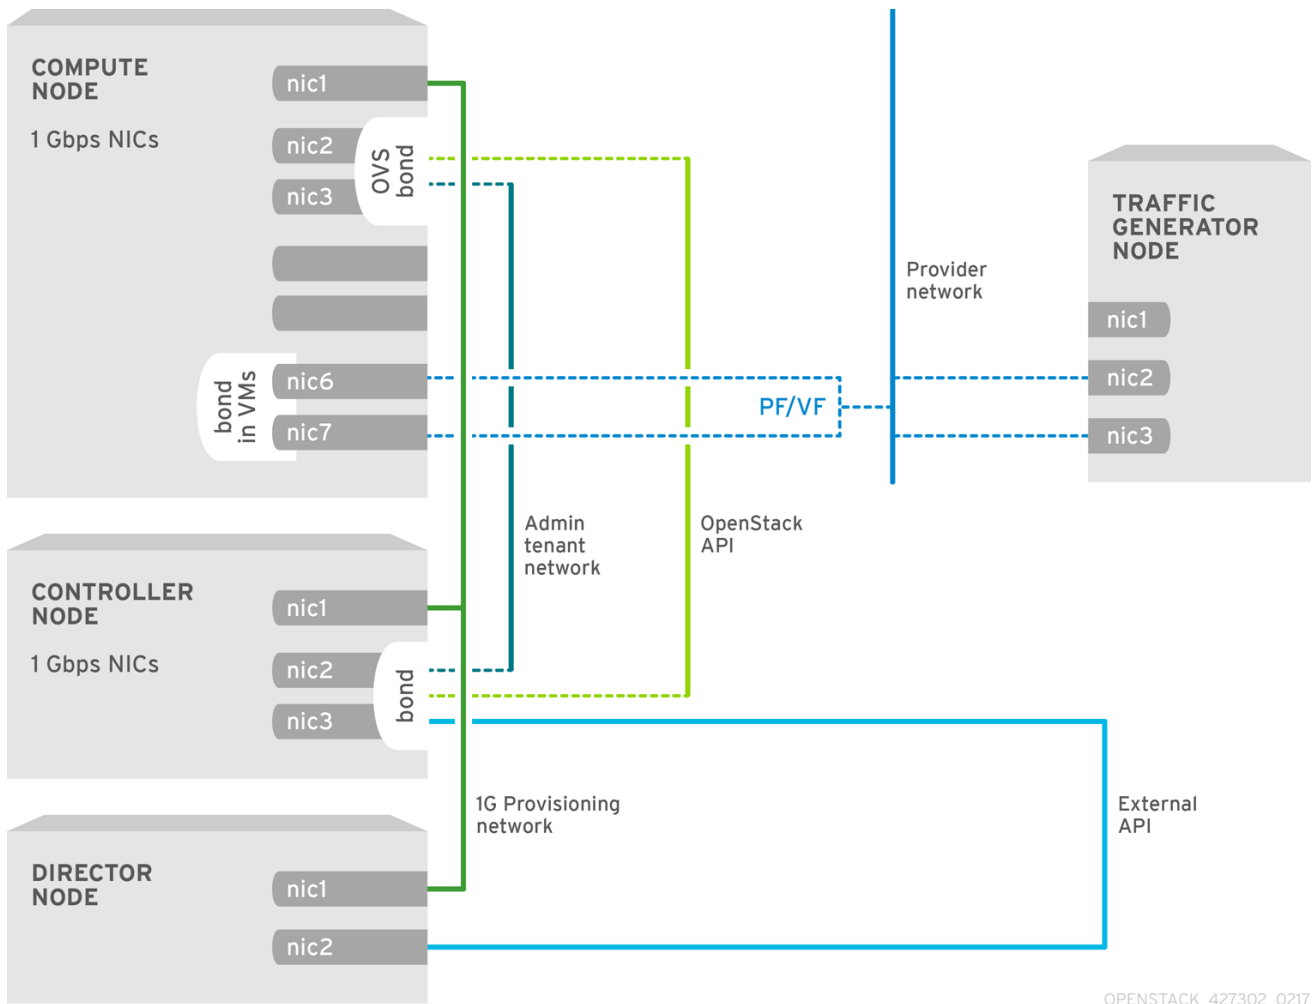 COMPUTE
NODE
1 Gbps NICs
nic1
nic2
nic3
OVS
bond
nic6
nic7
bond
in VMs
PF/VF
Provider
network
TRAFFIC
GENERATOR
NODE
nic1
nic2
nic3
Admin
tenant
network
OpenStack
API
CONTROLLER
NODE
1 Gbps NICs
nic1
nic2
nic3
bond
1G Provisioning
network
External
API
DIRECTOR
NODE
nic1
nic2
OPENSTACK_427302_0217